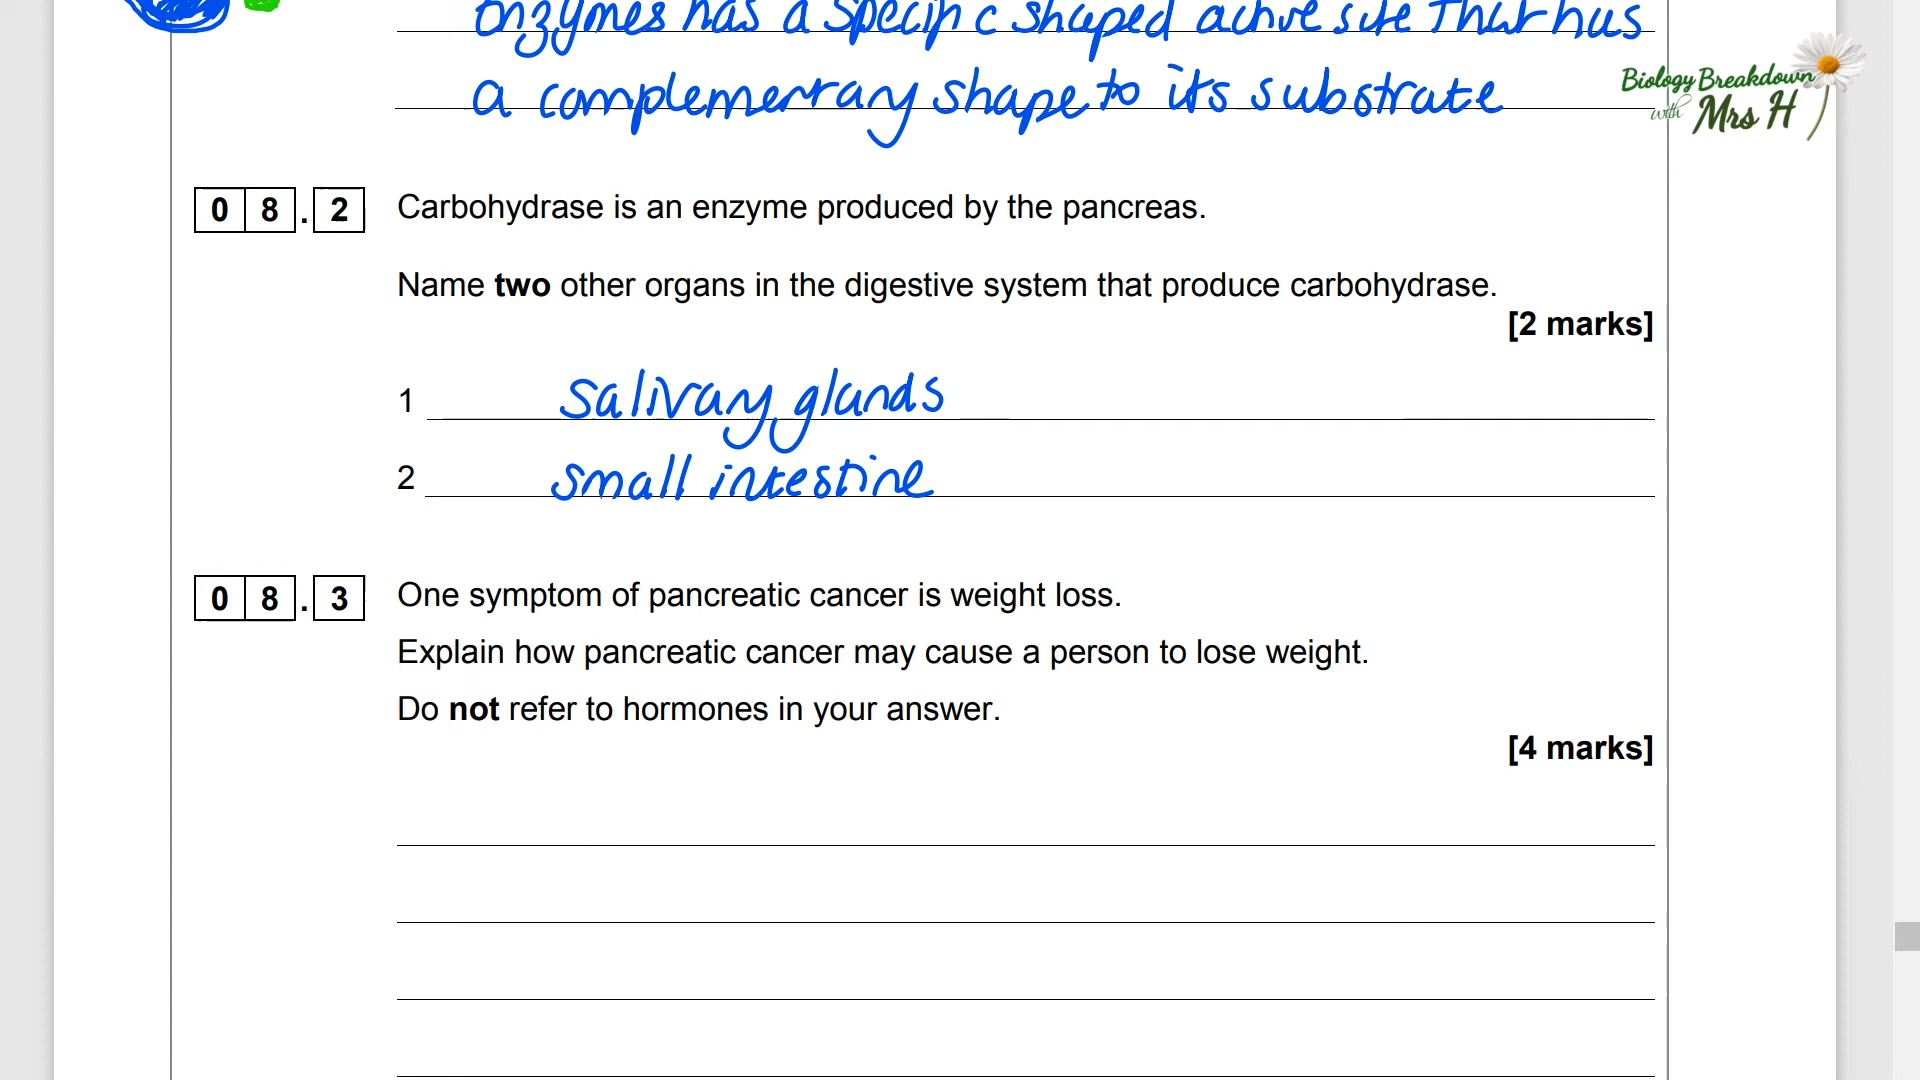 Enzymes has a specific shaped active site that has
a complementary shape to its substrate
Biology Breakdown
with Mrs H
0 8 . 2 Carbohydrase is an enzyme produced by the pancreas.
Name two other organs in the digestive system that produce carbohydrase.
[2 marks]
1 salivary glands
2 small intestine
0 8 . 3 One symptom of pancreatic cancer is weight loss.
Explain how pancreatic cancer may cause a person to lose weight.
Do not refer to hormones in your answer.
[4 marks]